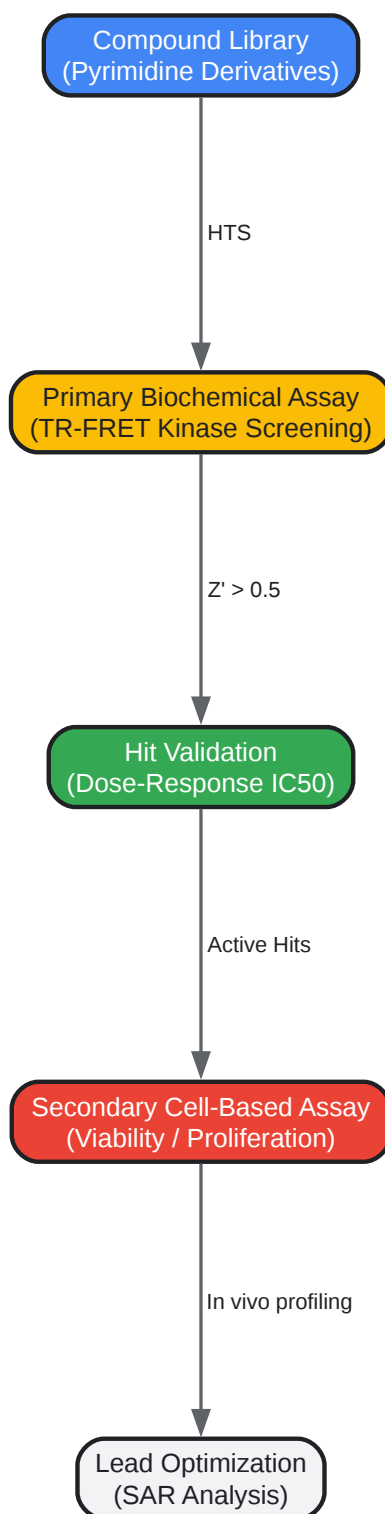 Compound Library
(Pyrimidine Derivatives)
HTS
Primary Biochemical Assay
(TR-FRET Kinase Screening)
Z' > 0.5
Hit Validation
(Dose-Response IC50)
Active Hits
Secondary Cell-Based Assay
(Viability / Proliferation)
In vivo profiling
Lead Optimization
(SAR Analysis)